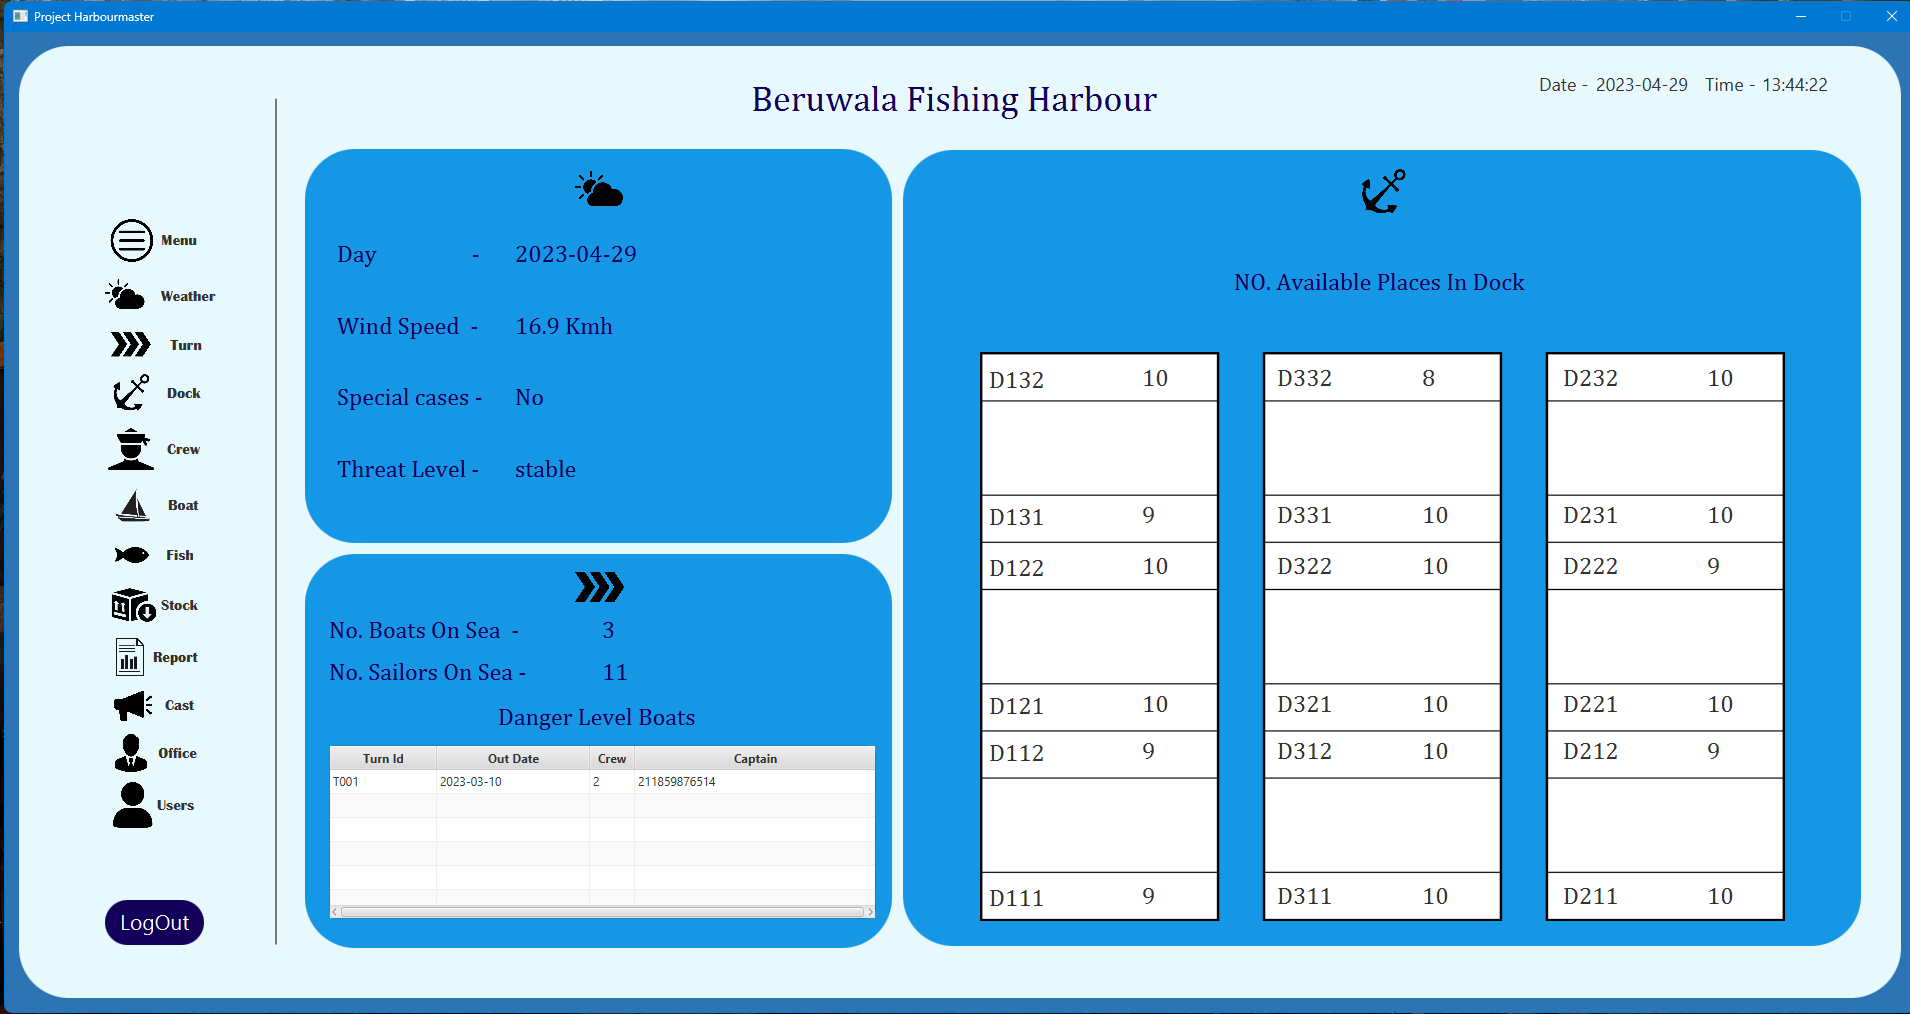 Project Harbourmaster
Beruwala Fishing Harbour
Date - 2023-04-29 Time - 13:44:22
Menu
Weather
Turn
Dock
Crew
Boat
Fish
Stock
Report
Cast
Office
Users
LogOut
Day - 2023-04-29
Wind Speed - 16.9 Kmh
Special cases - No
Threat Level - stable
No. Boats On Sea - 3
No. Sailors On Sea - 11
Danger Level Boats
Turn Id Out Date Crew Captain
T001 2023-03-10 2 211859876514
NO. Available Places In Dock
D132 10 D332 8 D232 10
D131 9 D331 10 D231 10
D122 10 D322 10 D222 9
D121 10 D321 10 D221 10
D112 9 D312 10 D212 9
D111 9 D311 10 D211 10